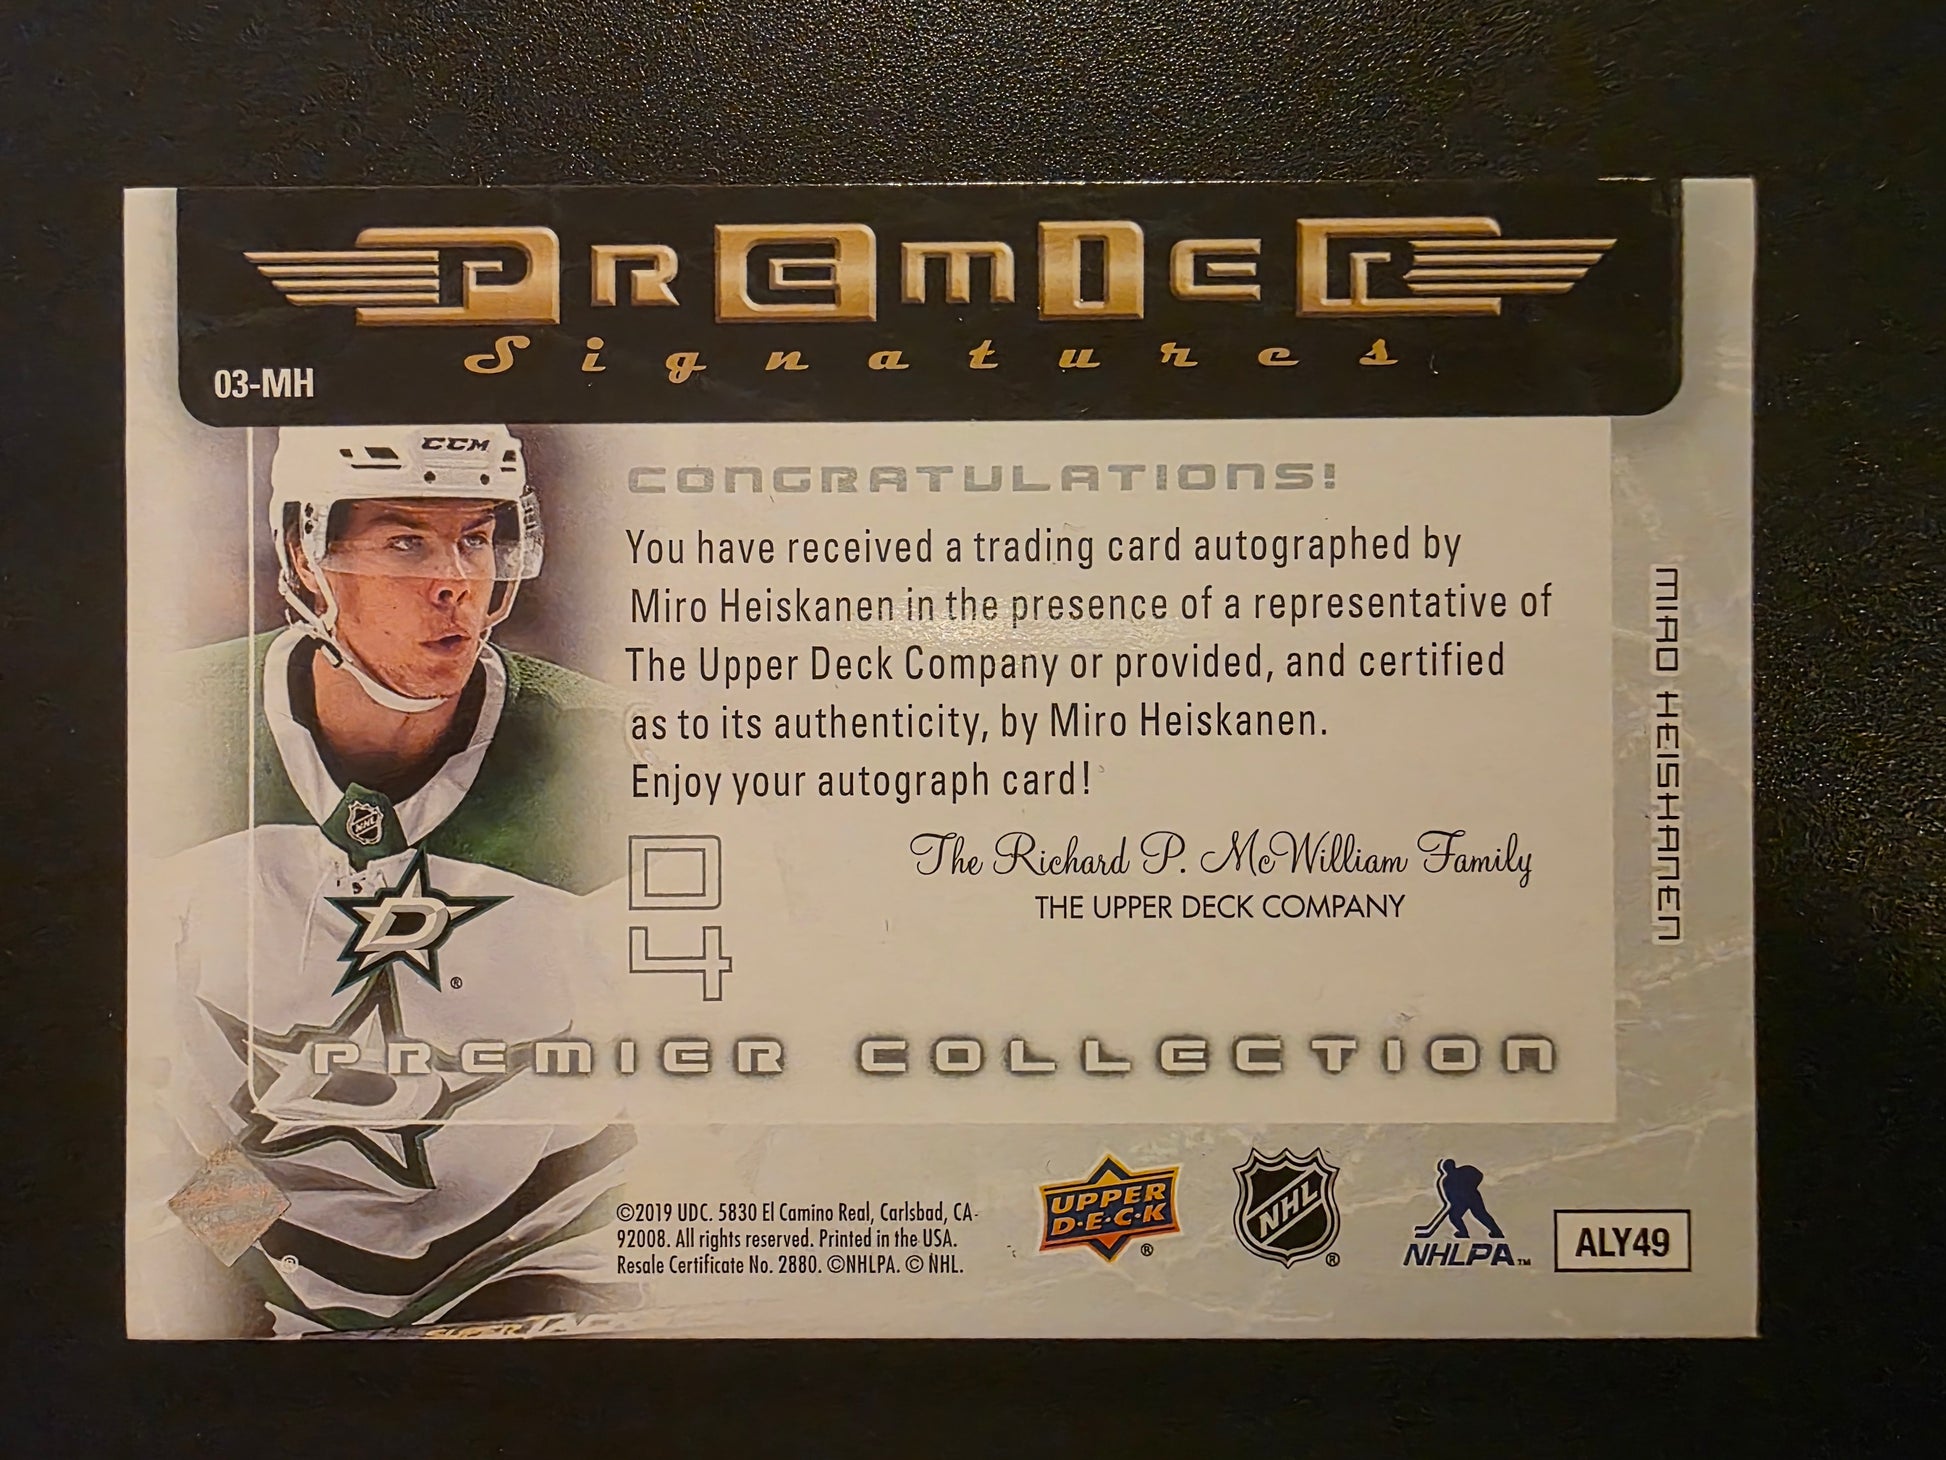 PREMIER
Signatures
03-MH
CCM
CONGRATULATIONS!
You have received a trading card autographed by
Miro Heiskanen in the presence of a representative of
The Upper Deck Company or provided, and certified
as to its authenticity, by Miro Heiskanen.
Enjoy your autograph card!
The Richard P. McWilliam Family
THE UPPER DECK COMPANY
04
MIRO HEISKANEN
NHL
D
®
PREMIER COLLECTION
©2019 UDC. 5830 El Camino Real, Carlsbad, CA-
92008. All rights reserved. Printed in the USA.
Resale Certificate No. 2880. ©NHLPA. © NHL.
UPPER
D·E·C·K
®
NHL
®
NHLPA™
ALY49
®